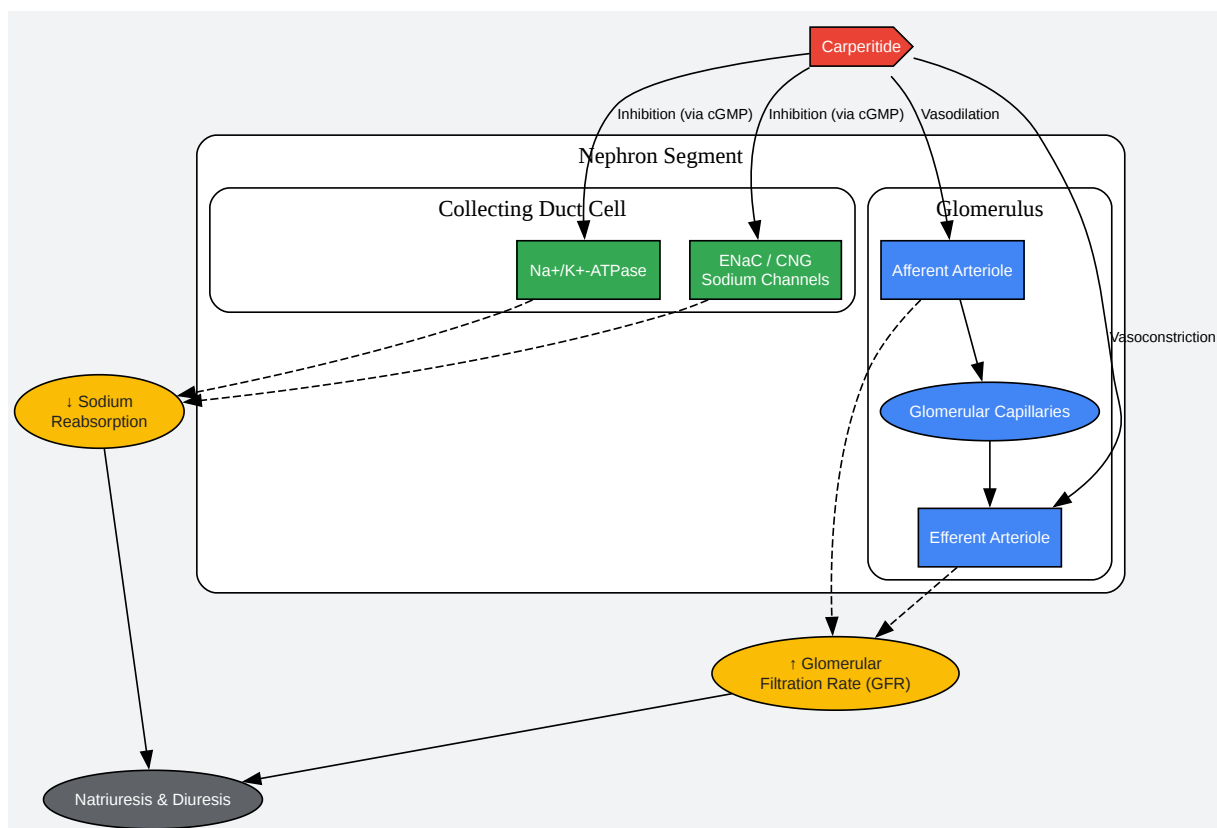 Carperitide
Inhibition (via cGMP)
Inhibition (via cGMP)
Vasodilation
Nephron Segment
Collecting Duct Cell
Glomerulus
Na+/K+-ATPase
ENaC / CNG
Sodium Channels
Afferent Arteriole
Vasoconstriction
↓ Sodium
Reabsorption
Glomerular Capillaries
Efferent Arteriole
↑ Glomerular
Filtration Rate (GFR)
Natriuresis & Diuresis